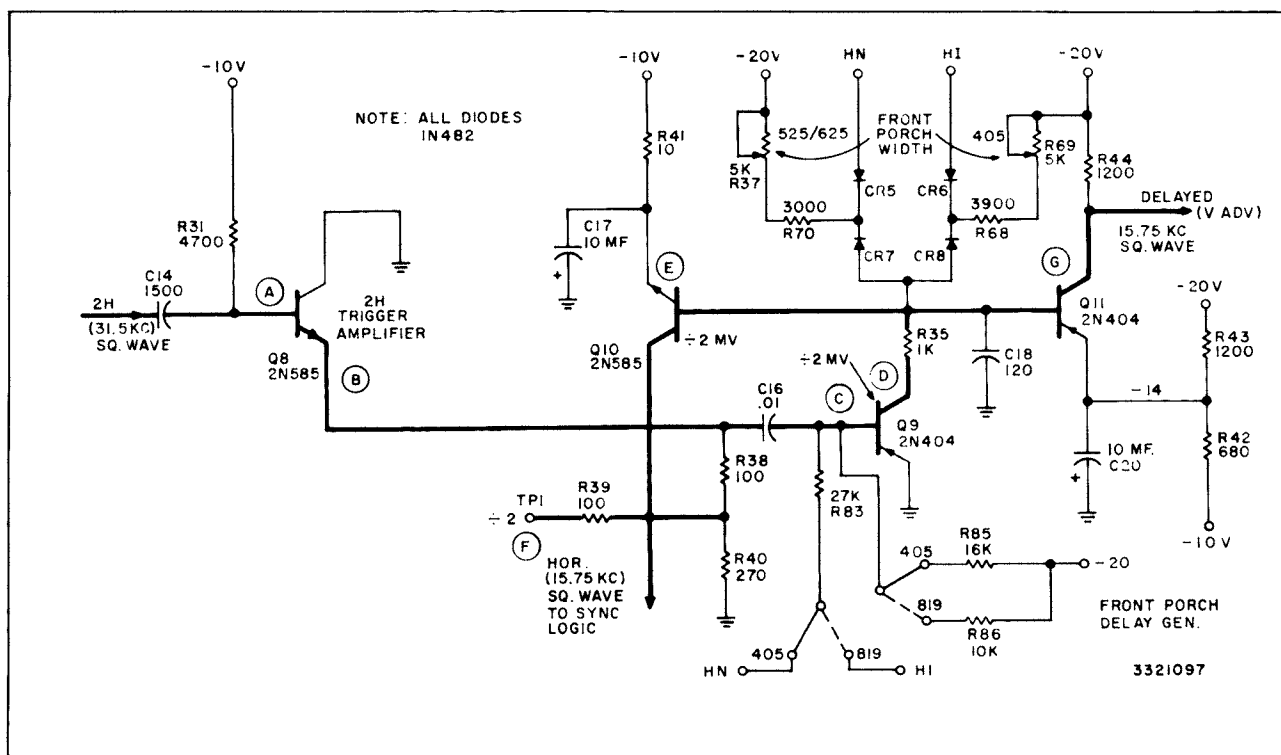 -10V
-10V
-20V
HN
HI
-20V
NOTE: ALL DIODES
1N482
R41
10
525/625
FRONT
PORCH
WIDTH
405
R69
5K
R44
1200
5K
R37
CR5
CR6
3000
R70
3900
R68
DELAYED
(V ADV)
15.75 KC
SQ. WAVE
R31
4700
C17
10 MF
+
CR7
CR8
C14
1500
A
E
G
2H
(31.5KC)
SQ. WAVE
2H
TRIGGER
AMPLIFIER
Q11
2N404
-20V
Q8
2N585
B
Q10
2N585
÷2 MV
R35
1K
C18
120
R43
1200
÷2 MV
D
-14
C16
.01
C
Q9
2N404
R42
680
10 MF.
C20
+
R38
100
TP1
÷2
F
R39
100
27K
R83
-10V
HOR.
(15.75 KC)
SQ. WAVE
TO SYNC
LOGIC
R40
270
405
R85
16K
-20
819
R86
10K
FRONT PORCH
DELAY GEN.
405
819
HN
HI
3321097